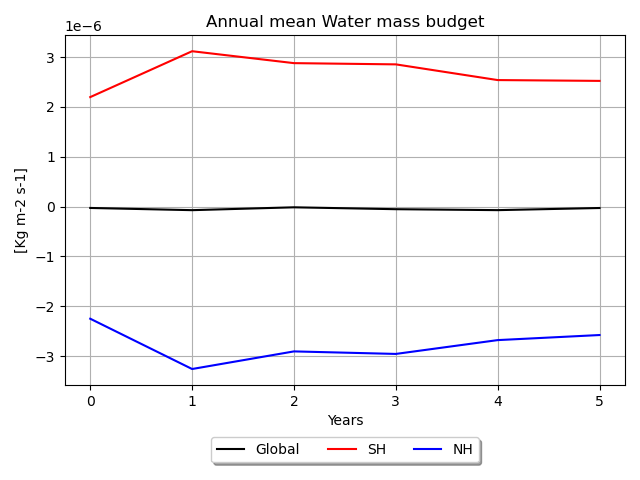 Annual mean Water mass budget
1e−6
3
2
1
0
−1
−2
−3
[Kg m-2 s-1]
0 1 2 3 4 5
Years
Global SH NH